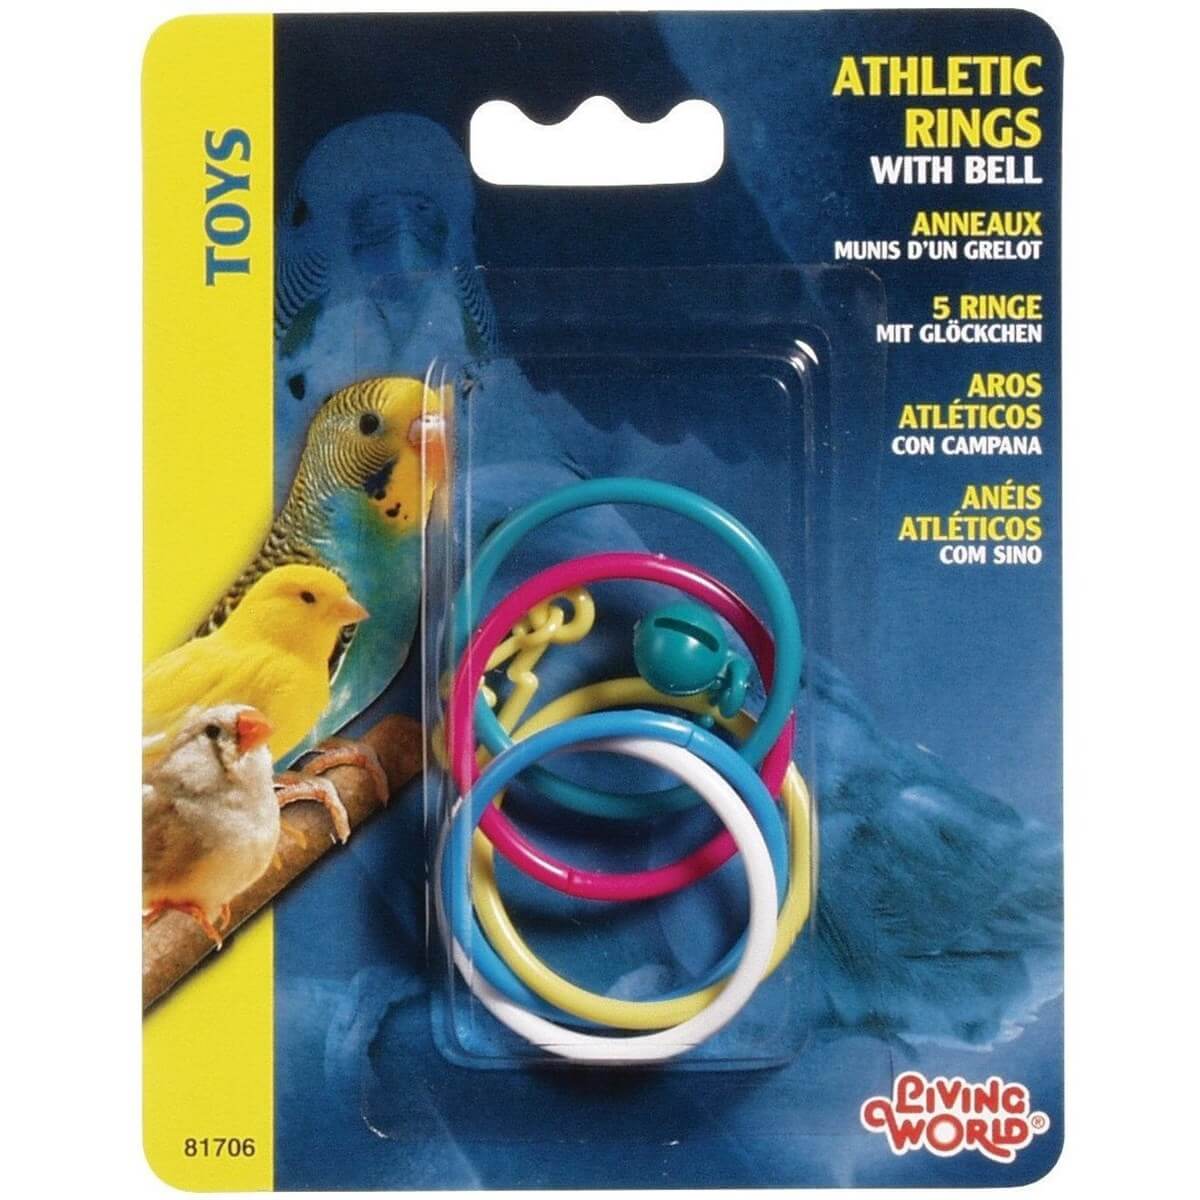 TOYS
ATHLETIC
RINGS
WITH BELL
ANNEAUX
MUNIS D'UN GRELOT
5 RINGE
MIT GLÖCKCHEN
AROS
ATLÉTICOS
CON CAMPANA
ANÉIS
ATLÉTICOS
COM SINO
LIVING
WORLD®
81706